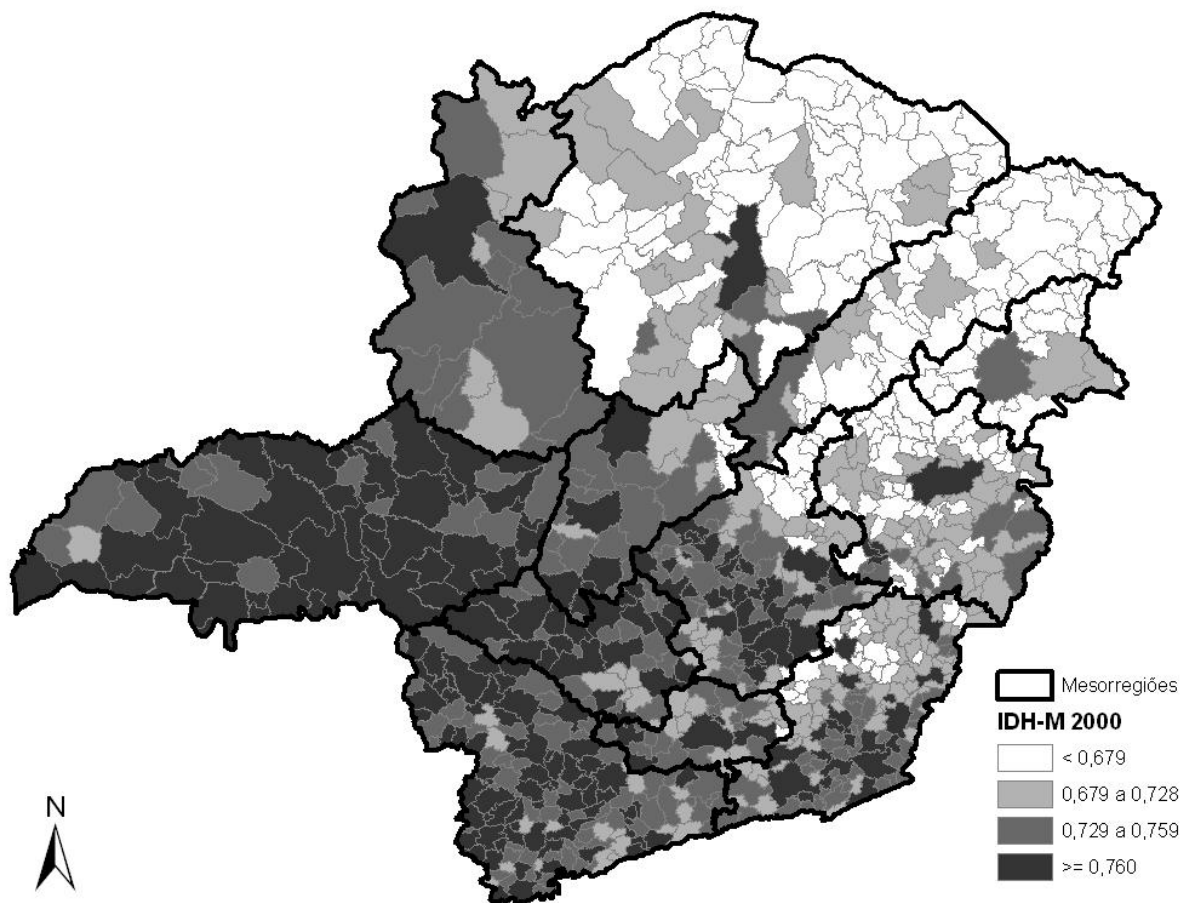 Mesorregiões
IDH-M 2000
< 0,679
0,679 a 0,728
0,729 a 0,759
>= 0,760
N